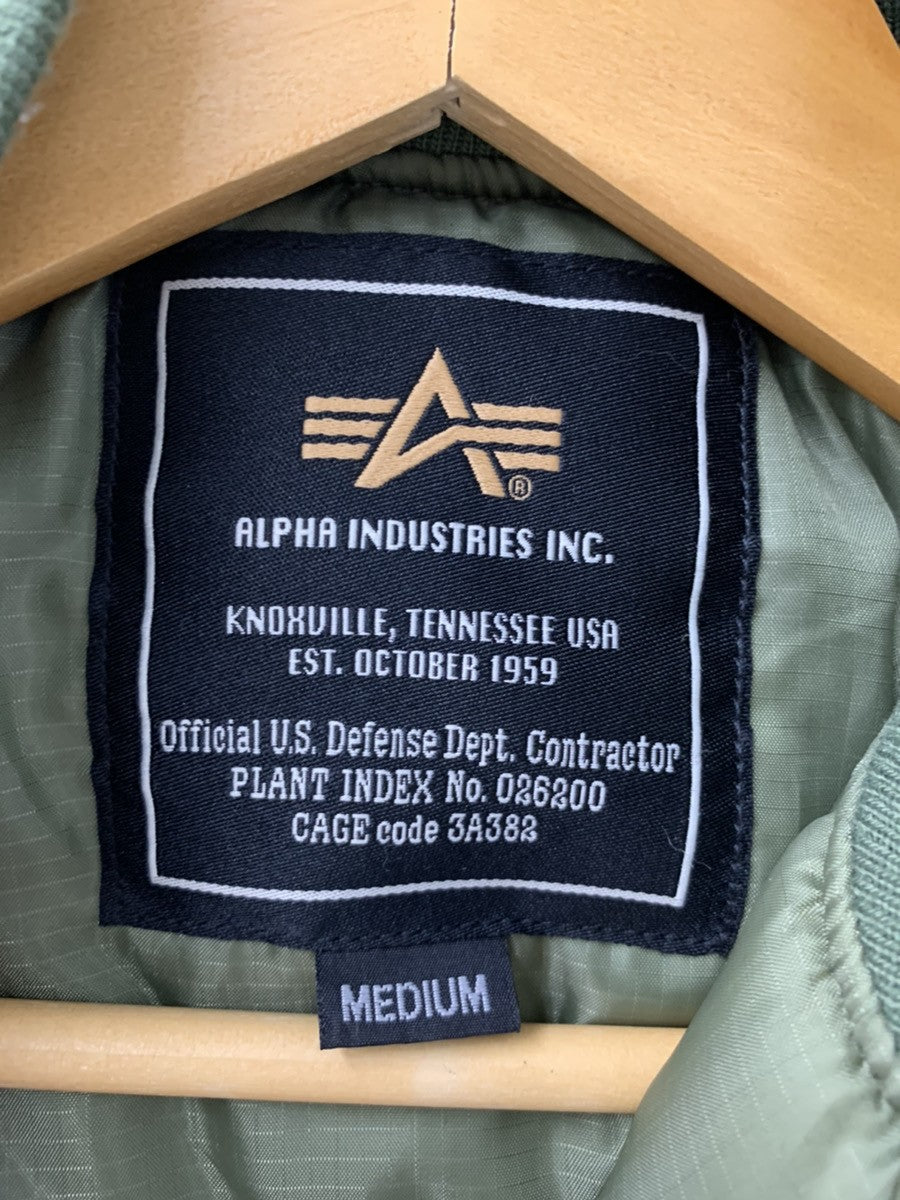 ®
ALPHA INDUSTRIES INC.
KNOXVILLE, TENNESSEE USA
EST. OCTOBER 1959
Official U.S. Defense Dept. Contractor
PLANT INDEX No. 026200
CAGE code 3A382
MEDIUM